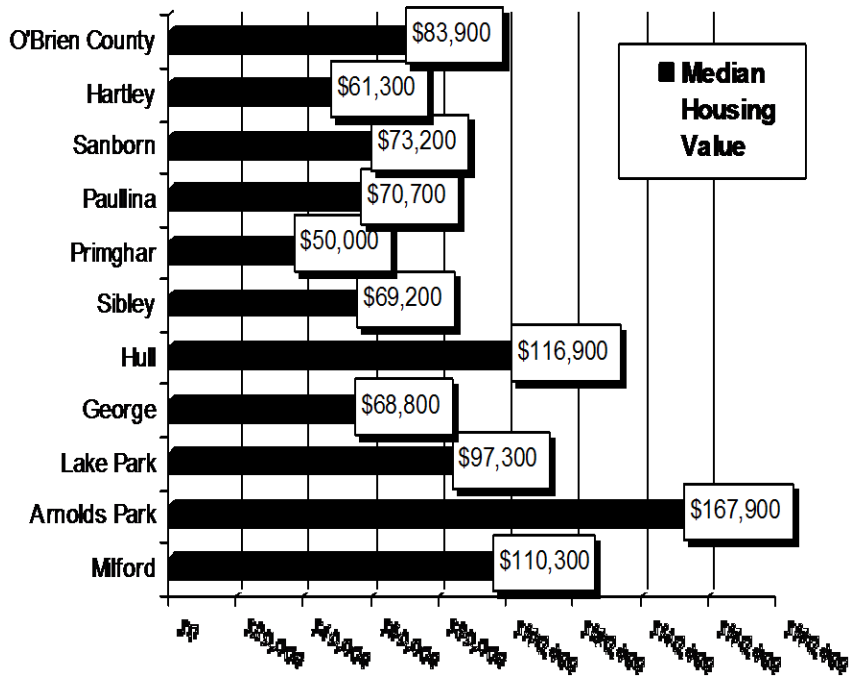 O'Brien County
$83,900
Hartley
$61,300
Sanborn
$73,200
Paullina
$70,700
Primghar
$50,000
Sibley
$69,200
Hull
$116,900
George
$68,800
Lake Park
$97,300
Arnolds Park
$167,900
Milford
$110,300
Median
Housing
Value